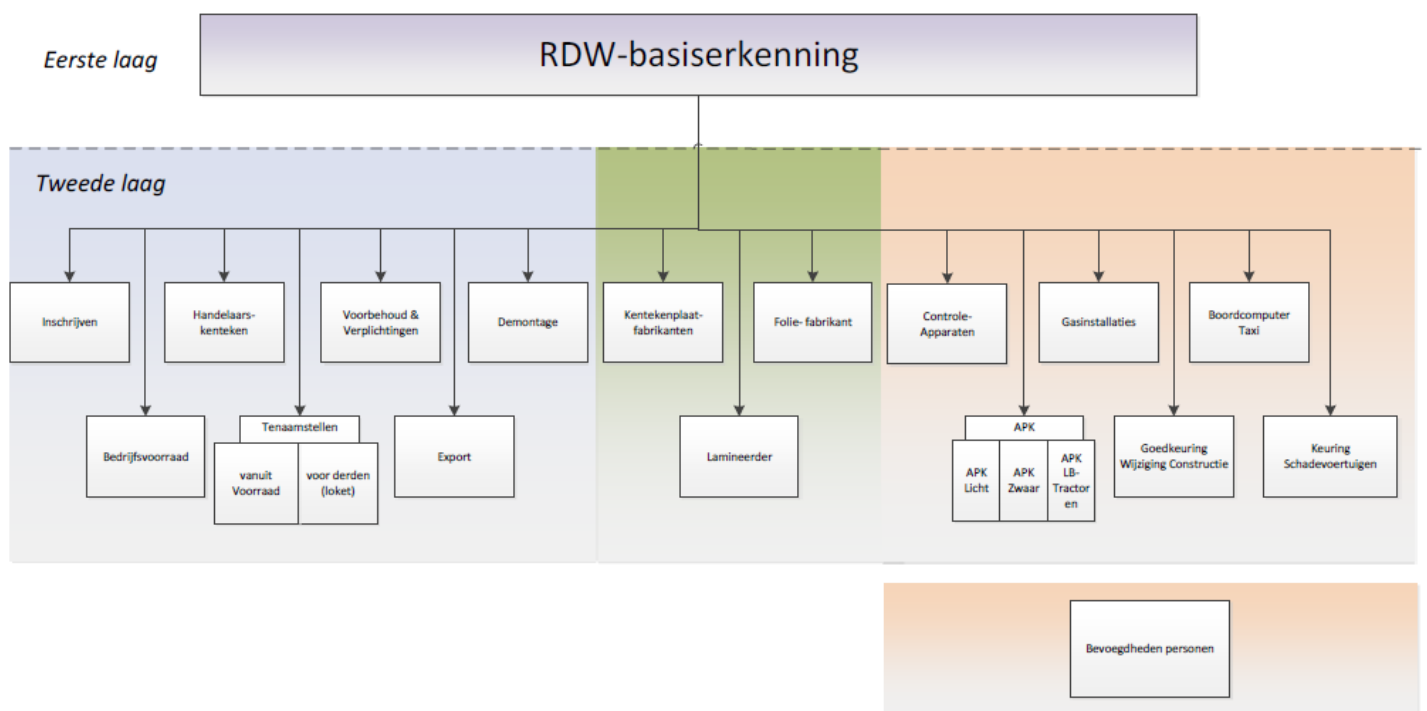 Eerste laag
RDW-basiserkenning
Tweede laag
Inschrijven
Handelaars-
kenteken
Voorbehoud &
Verplichtingen
Demontage
Kentekenplaat-
fabrikanten
Folie- fabrikant
Controle-
Apparaten
Gasinstallaties
Boordcomputer
Taxi
Bedrijfsvoorraad
Tenaamstellen
vanuit
Voorraad
voor derden
(loket)
Export
Lamineerder
APK
APK
Licht
APK
Zwaar
APK
LB-
Tractor
en
Goedkeuring
Wijziging Constructie
Keuring
Schadevoertuigen
Bevoegdheden personen